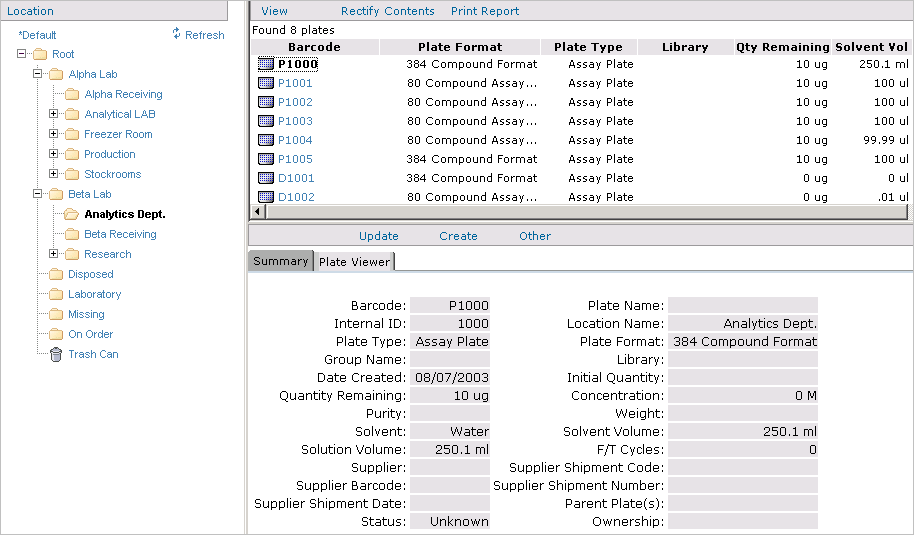 Location
*Default Refresh
Root
Alpha Lab
Alpha Receiving
Analytical LAB
Freezer Room
Production
Stockrooms
Beta Lab
Analytics Dept.
Beta Receiving
Research
Disposed
Laboratory
Missing
On Order
Trash Can
View Rectify Contents Print Report
Found 8 plates
Barcode Plate Format Plate Type Library Qty Remaining Solvent Vol
P1000 384 Compound Format Assay Plate 10 ug 250.1 ml
P1001 80 Compound Assay... Assay Plate 10 ug 100 ul
P1002 80 Compound Assay... Assay Plate 10 ug 100 ul
P1003 80 Compound Assay... Assay Plate 10 ug 100 ul
P1004 80 Compound Assay... Assay Plate 10 ug 99.99 ul
P1005 384 Compound Format Assay Plate 10 ug 100 ul
D1001 384 Compound Format Assay Plate 0 ug 0 ul
D1002 80 Compound Assay... Assay Plate 0 ug .01 ul
Update Create Other
Summary Plate Viewer
Barcode: P1000 Plate Name:
Internal ID: 1000 Location Name: Analytics Dept.
Plate Type: Assay Plate Plate Format: 384 Compound Format
Group Name: Library:
Date Created: 08/07/2003 Initial Quantity:
Quantity Remaining: 10 ug Concentration: 0 M
Purity: Weight:
Solvent: Water Solvent Volume: 250.1 ml
Solution Volume: 250.1 ml F/T Cycles: 0
Supplier: Supplier Shipment Code:
Supplier Barcode: Supplier Shipment Number:
Supplier Shipment Date: Parent Plate(s):
Status: Unknown Ownership: